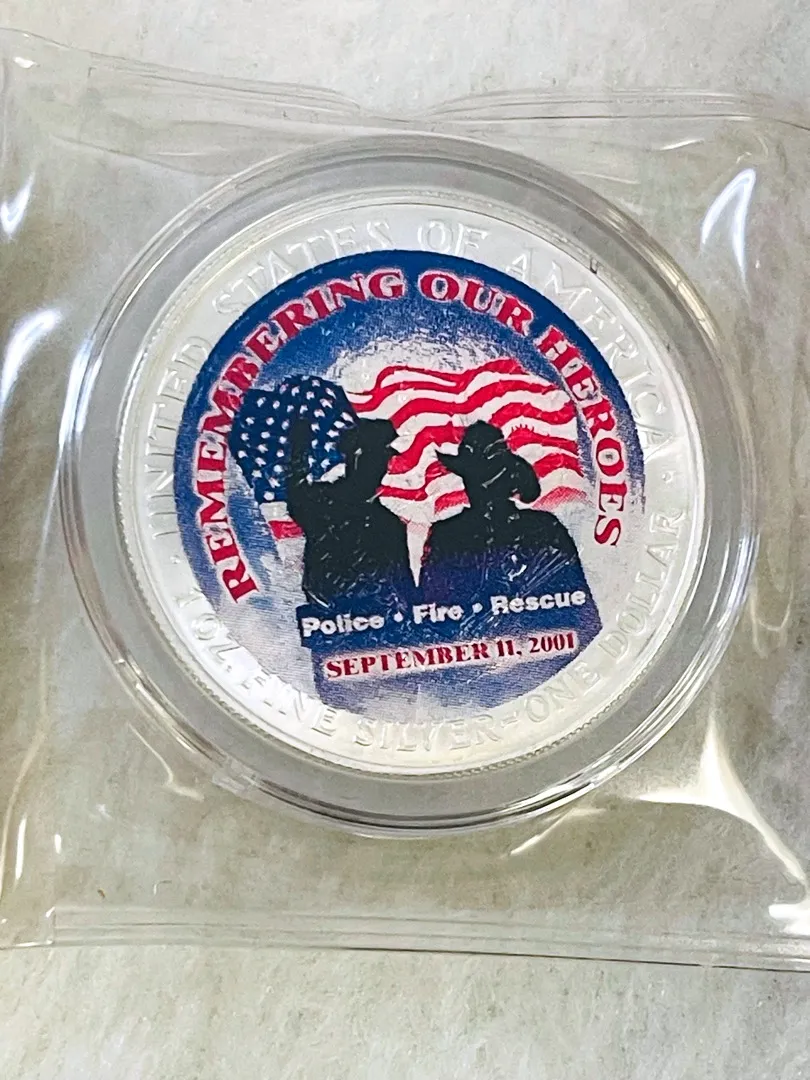 UNITED STATES OF AMERICA
REMEMBERING OUR HEROES
Police • Fire • Rescue
SEPTEMBER 11, 2001
1 OZ. FINE SILVER~ONE DOLLAR